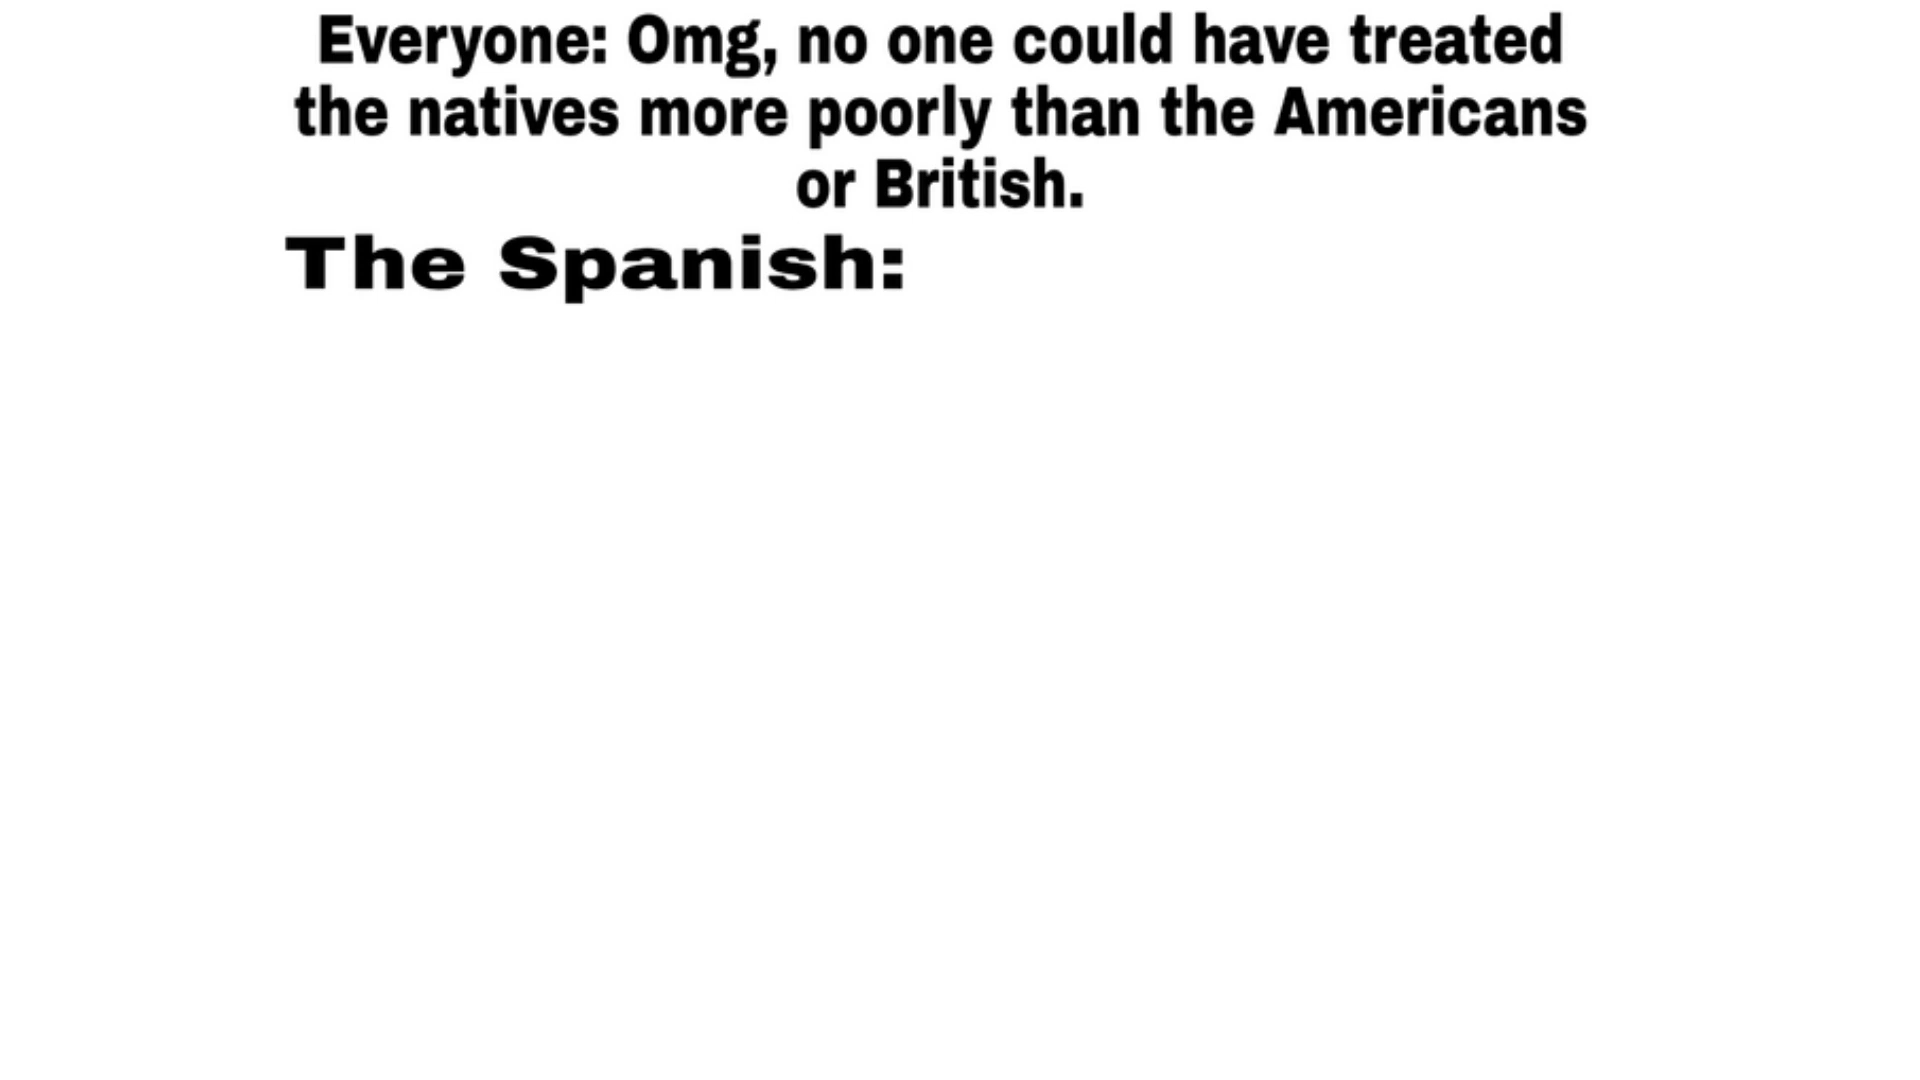 Everyone: Omg, no one could have treated
the natives more poorly than the Americans
or British.
The Spanish: